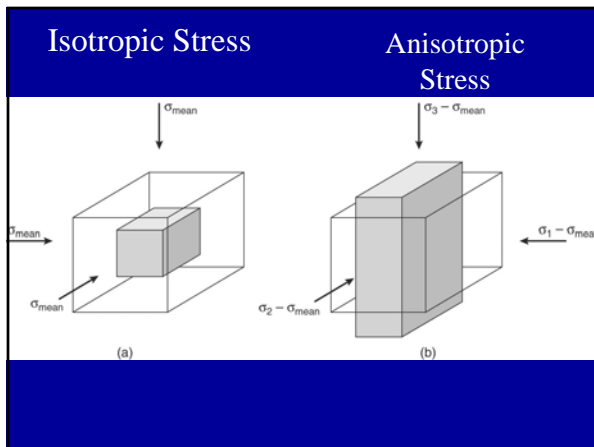 Isotropic Stress
Anisotropic
Stress
σmean
σmean
σmean
(a)
σ3 – σmean
σ1 – σmea
σ2 – σmean
(b)